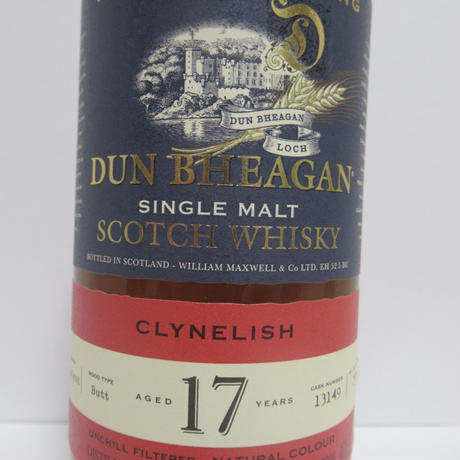 DUN BHEAGAN
LOCH
DUN BHEAGAN
SINGLE MALT
SCOTCH WHISKY
BOTTLED IN SCOTLAND - WILLIAM MAXWELL & Co LTD. EH 52 5 BU
CLYNELISH
WOOD TYPE
Butt
AGED 17 YEARS
CASK NUMBER
13149
UNCHILL FILTERED - NATURAL COLOUR